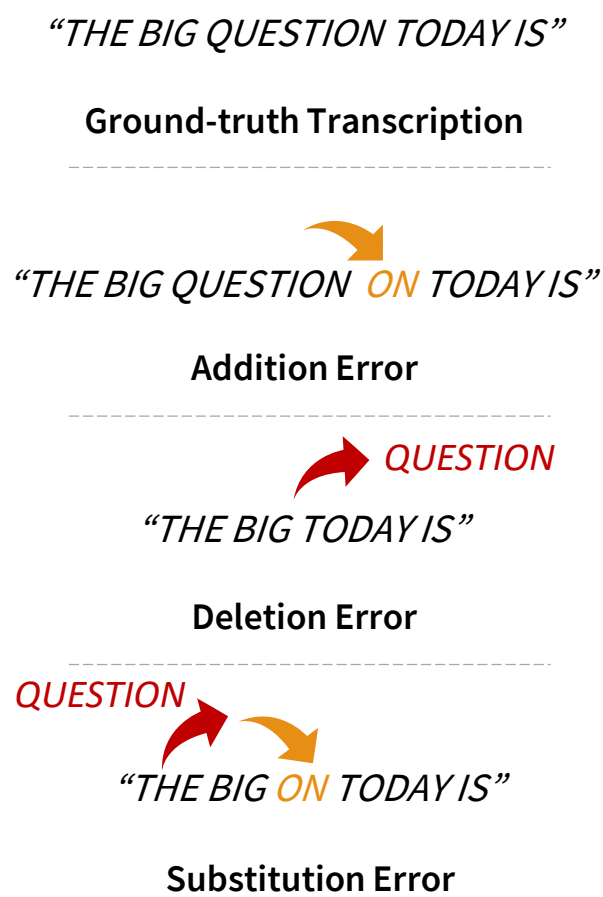 “THE BIG QUESTION TODAY IS”
Ground-truth Transcription
“THE BIG QUESTION ON TODAY IS”
Addition Error
QUESTION
“THE BIG TODAY IS”
Deletion Error
QUESTION
“THE BIG ON TODAY IS”
Substitution Error